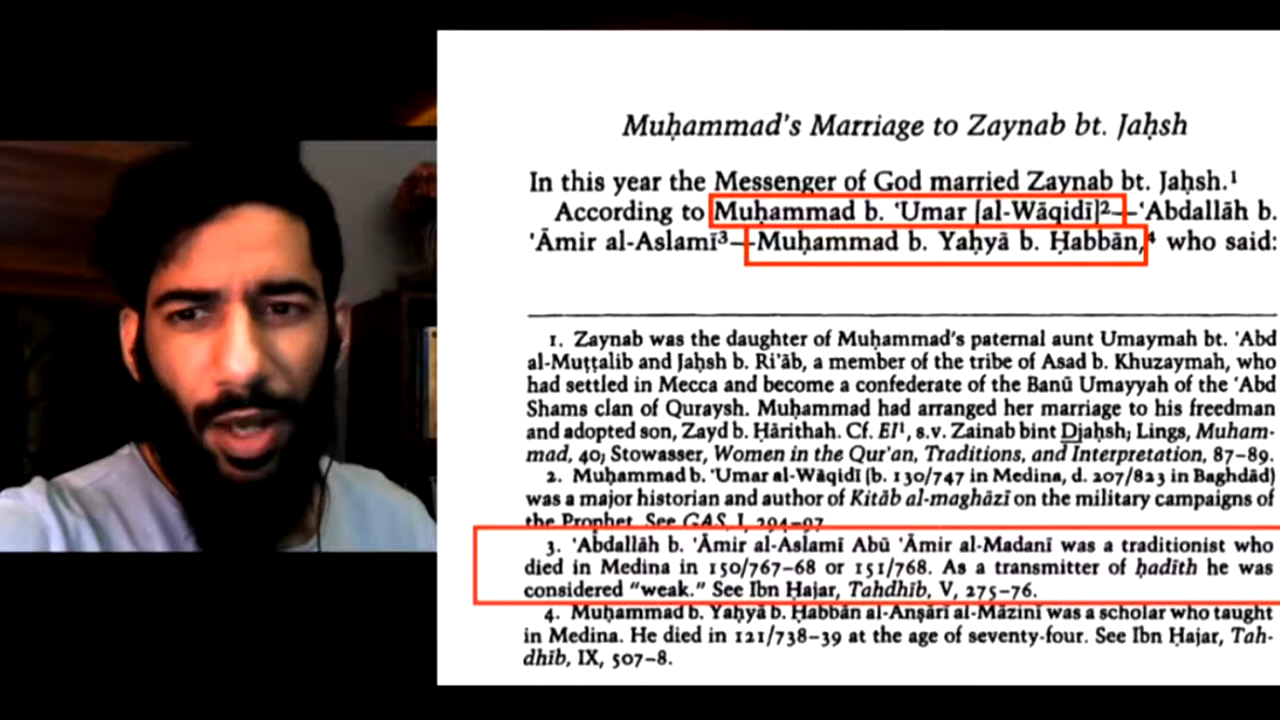 Muḥammad's Marriage to Zaynab bt. Jaḥsh
In this year the Messenger of God married Zaynab bt. Jaḥsh.¹
According to Muḥammad b. ʿUmar [al-Wāqidī]²—ʿAbdallāh b.
ʿĀmir al-Aslamī³—Muḥammad b. Yaḥyā b. Ḥabbān,⁴ who said:
1. Zaynab was the daughter of Muḥammad's paternal aunt Umaymah bt. ʿAbd
al-Muṭṭalib and Jaḥsh b. Ri'āb, a member of the tribe of Asad b. Khuzaymah, who
had settled in Mecca and become a confederate of the Banū Umayyah of the ʿAbd
Shams clan of Quraysh. Muḥammad had arranged her marriage to his freedman
and adopted son, Zayd b. Ḥārithah. Cf. EI¹, s.v. Zainab bint Djaḥsh; Lings, Muham-
mad, 40; Stowasser, Women in the Qur'an, Traditions, and Interpretation, 87–89.
2. Muḥammad b. ʿUmar al-Wāqidī (b. 130/747 in Medina, d. 207/823 in Baghdād)
was a major historian and author of Kitāb al-maghāzī on the military campaigns of
the Prophet. See GAS, I, 294–97.
3. ʿAbdallāh b. ʿĀmir al-Aslamī Abū ʿĀmir al-Madanī was a traditionist who
died in Medina in 150/767–68 or 151/768. As a transmitter of ḥadīth he was
considered "weak." See Ibn Ḥajar, Tahdhīb, V, 275–76.
4. Muḥammad b. Yaḥyā b. Ḥabbān al-Anṣārī al-Māzinī was a scholar who taught
in Medina. He died in 121/738–39 at the age of seventy-four. See Ibn Ḥajar, Tah-
dhīb, IX, 507–8.